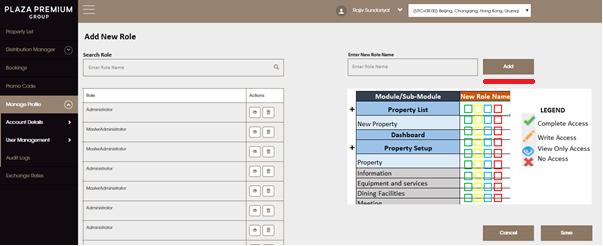 PLAZA PREMIUM
GROUP
Rajiv Sundariyal
(UTC+08:00) Beijing, Chongqing, Hong Kong, Urumqi
Property List
Distribution Manager
Bookings
Promo Code
Manage Profile
Account Details
User Management
Audit Logs
Exchange Rates
Add New Role
Search Role
Enter Role Name
Role
Actions
Administrator
MasterAdministrator
Administrator
Administrator
MasterAdministrator
Administrator
MasterAdministrator
Enter New Role Name
Enter Role Name
Add
Module/Sub-Module
New Role Name
Property List
New Property
Dashboard
Property Setup
Property
Information
Equipment and services
Dining Facilities
Meeting
LEGEND
Complete Access
Write Access
View Only Access
No Access
Cancel
Save